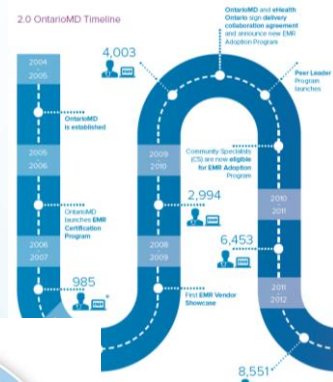 2.0 OntarioMD Timeline
OntarioMD and eHealth
Ontario sign delivery
collaboration agreement
and announce new EMR
Adoption Program
4,003
2004
2005
Peer Leader
Program
launches
OntarioMD
is established
Community Specialists
(CS) are now eligible
for EMR Adoption
Program
2005
2006
2009
2010
2,994
2010
2011
OntarioMD
launches EMR
Certification
Program
6,453
2006
2007
2008
2009
985
2011
2012
First EMR Vendor
Showcase
8,551